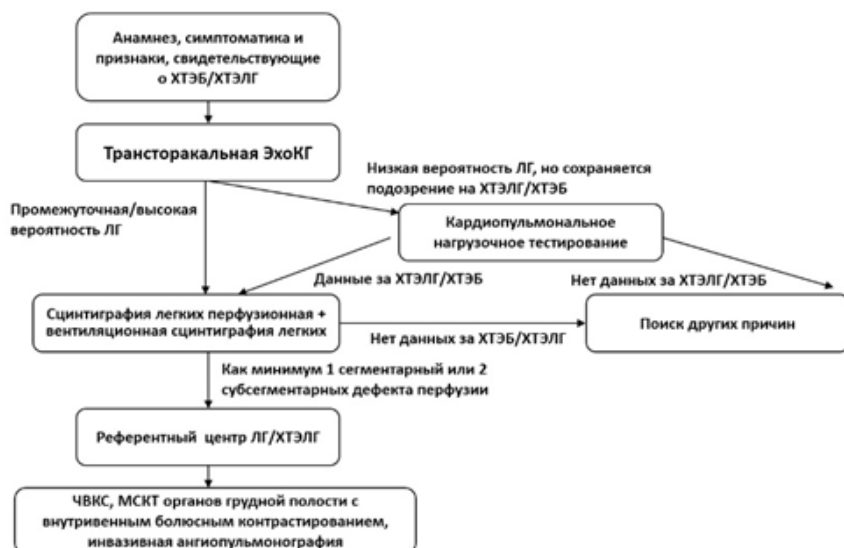 Анамнез, симптоматика и
признаки, свидетельствующие
о ХТЭБ/ХТЭЛГ
Трансторакальная ЭхоКГ
Низкая вероятность ЛГ, но сохраняется
подозрение на ХТЭЛГ/ХТЭБ
Промежуточная/высокая
вероятность ЛГ
Кардиопульмональное
нагрузочное тестирование
Данные за ХТЭЛГ/ХТЭБ
Нет данных за ХТЭЛГ/ХТЭБ
Сцинтиграфия легких перфузионная +
вентиляционная сцинтиграфия легких
Нет данных за ХТЭБ/ХТЭЛГ
Поиск других причин
Как минимум 1 сегментарный или 2
субсегментарных дефекта перфузии
Референтный центр ЛГ/ХТЭЛГ
ЧВКС, МСКТ органов грудной полости с
внутривенным болюсным контрастированием,
инвазивная ангиопульмонография